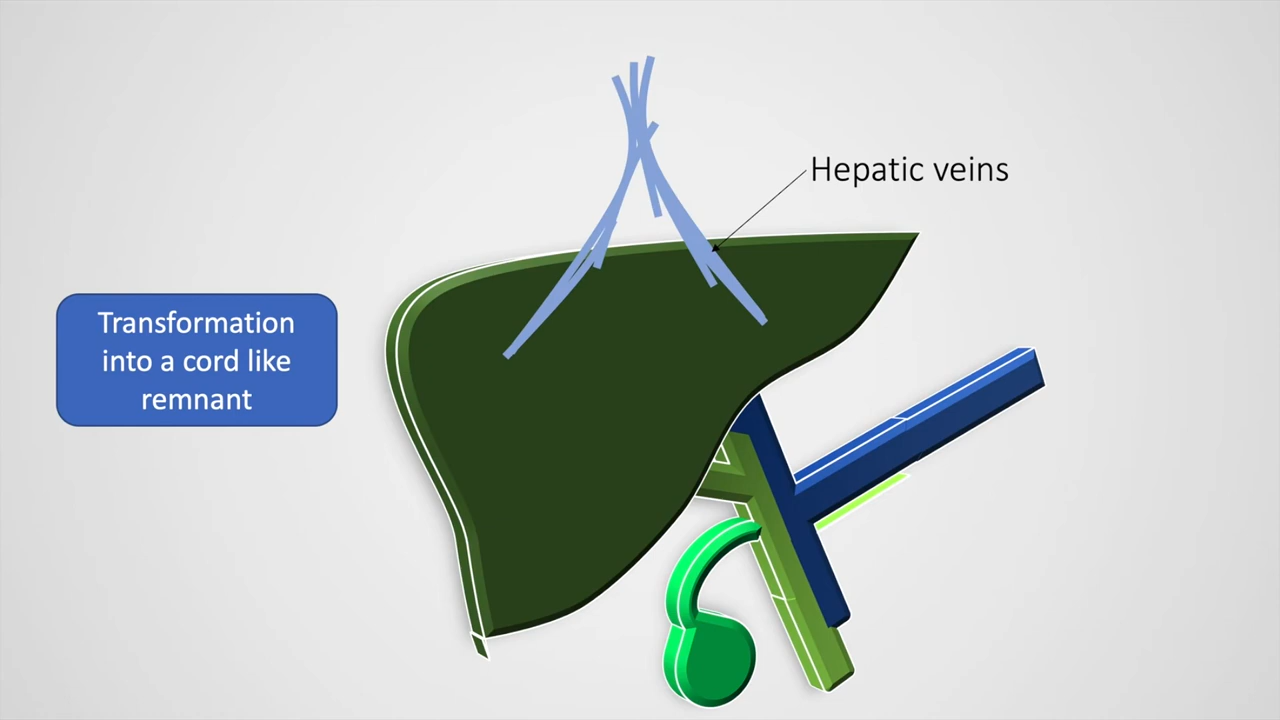 Hepatic veins
Transformation
into a cord like
remnant